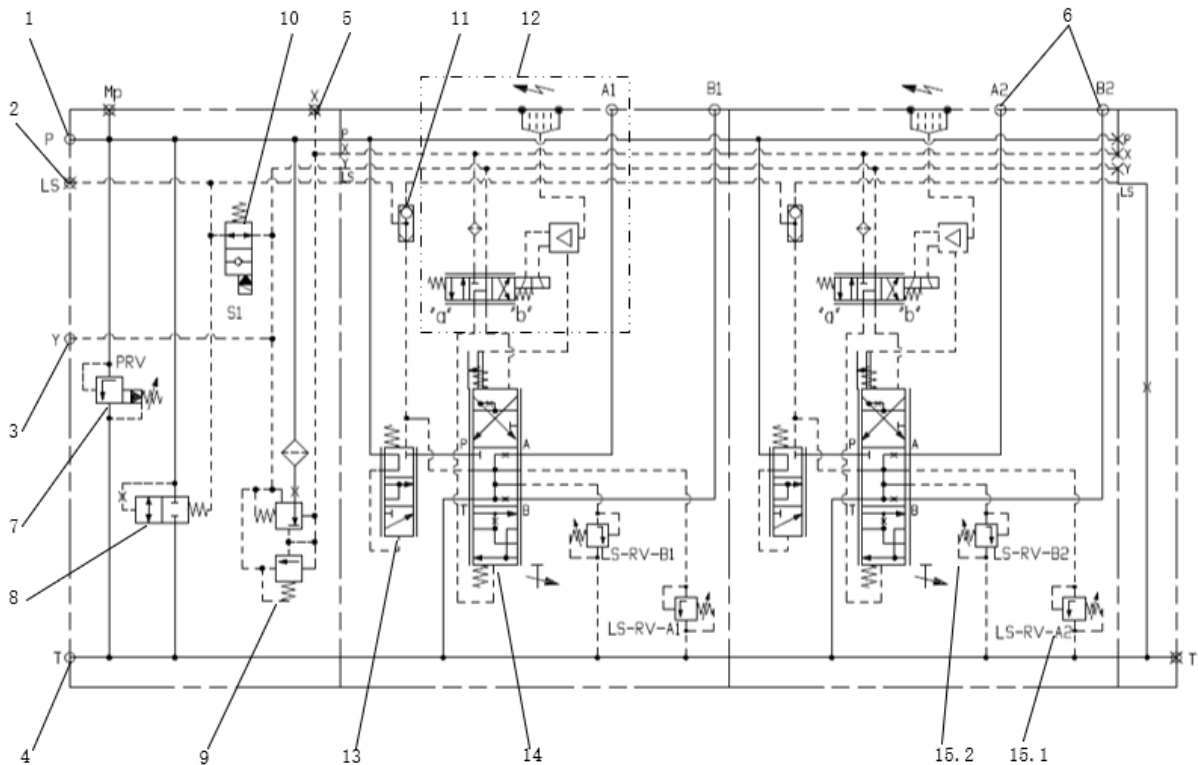 1
10
5
11
12
6
Mp
X
A1
B1
A2
B2
2
P
P
X
Y
LS
P
X
Y
LS
LS
S1
"a"
"b"
"a"
"b"
Y
PRV
3
P
A
P
A
7
T
B
T
B
LS-RV-B1
LS-RV-B2
8
LS-RV-A1
LS-RV-A2
T
T
4
9
13
14
15.2
15.1